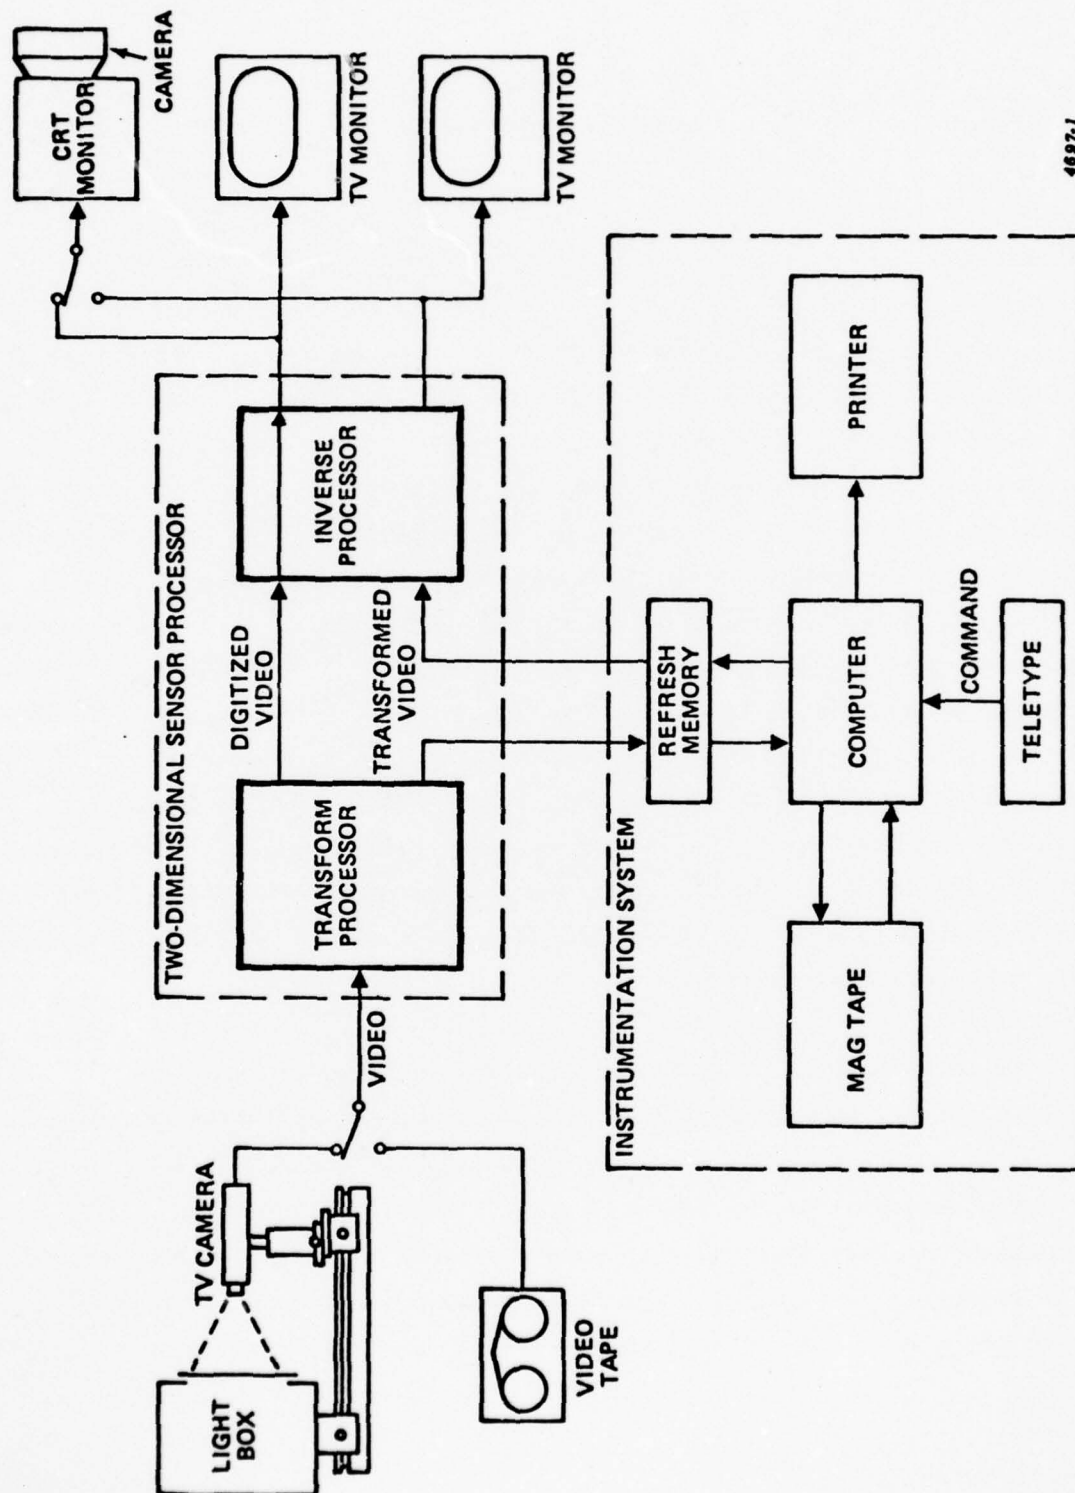 LIGHT
BOX
TV CAMERA
VIDEO
TAPE
VIDEO
TWO-DIMENSIONAL SENSOR PROCESSOR
TRANSFORM
PROCESSOR
DIGITIZED
VIDEO
TRANSFORMED
VIDEO
INVERSE
PROCESSOR
CRT
MONITOR
CAMERA
TV MONITOR
TV MONITOR
INSTRUMENTATION SYSTEM
REFRESH
MEMORY
MAG TAPE
COMPUTER
PRINTER
COMMAND
TELETYPE